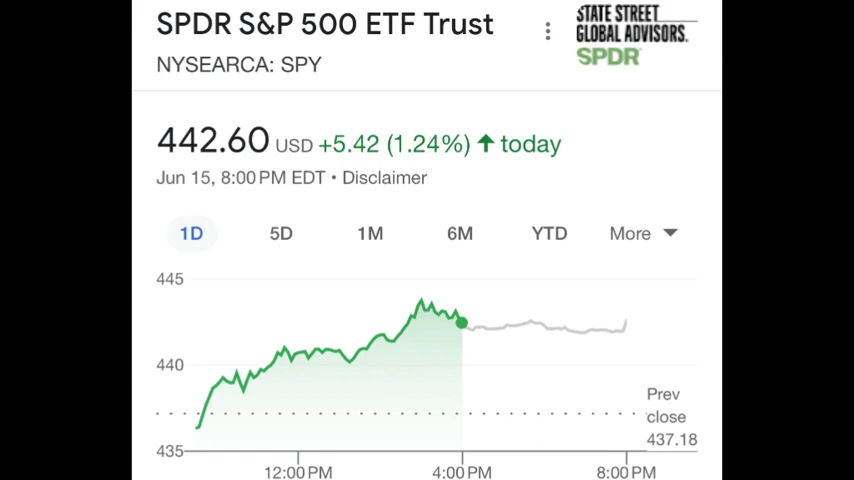 SPDR S&P 500 ETF Trust
NYSEARCA: SPY
STATE STREET
GLOBAL ADVISORS.
SPDR®
442.60 USD +5.42 (1.24%) ↑ today
Jun 15, 8:00 PM EDT • Disclaimer
1D 5D 1M 6M YTD More
445
440
435
Prev
close
437.18
12:00 PM 4:00 PM 8:00 PM